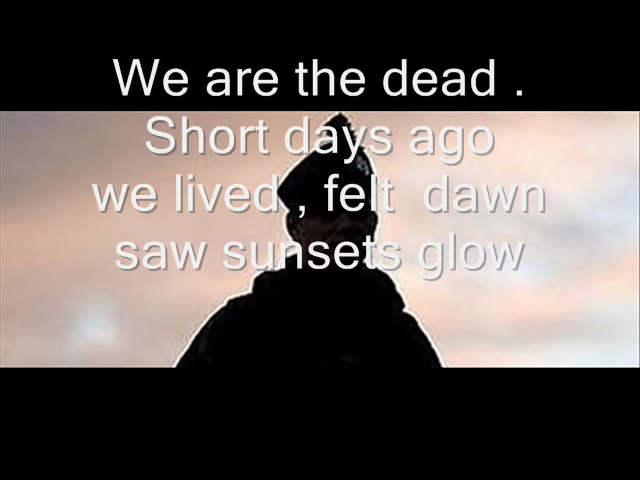 We are the dead .
Short days ago
we lived , felt  dawn
saw sunsets glow